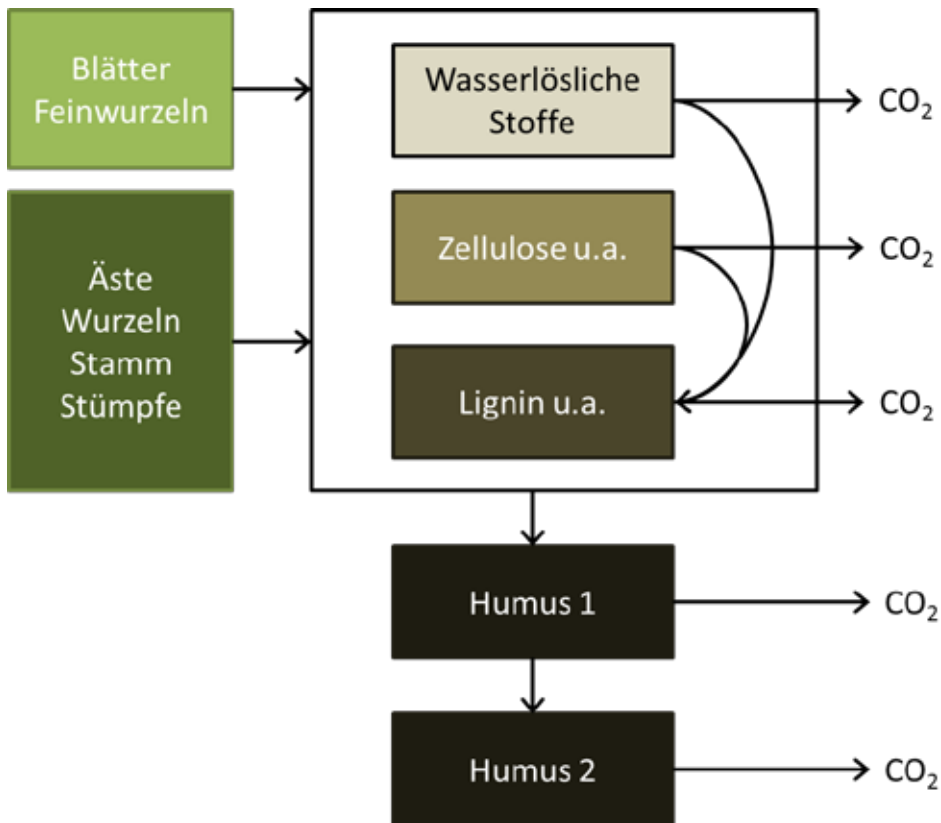 Blätter
Feinwurzeln
Äste
Wurzeln
Stamm
Stümpfe
Wasserlösliche
Stoffe
CO₂
Zellulose u.a.
CO₂
Lignin u.a.
CO₂
Humus 1
CO₂
Humus 2
CO₂